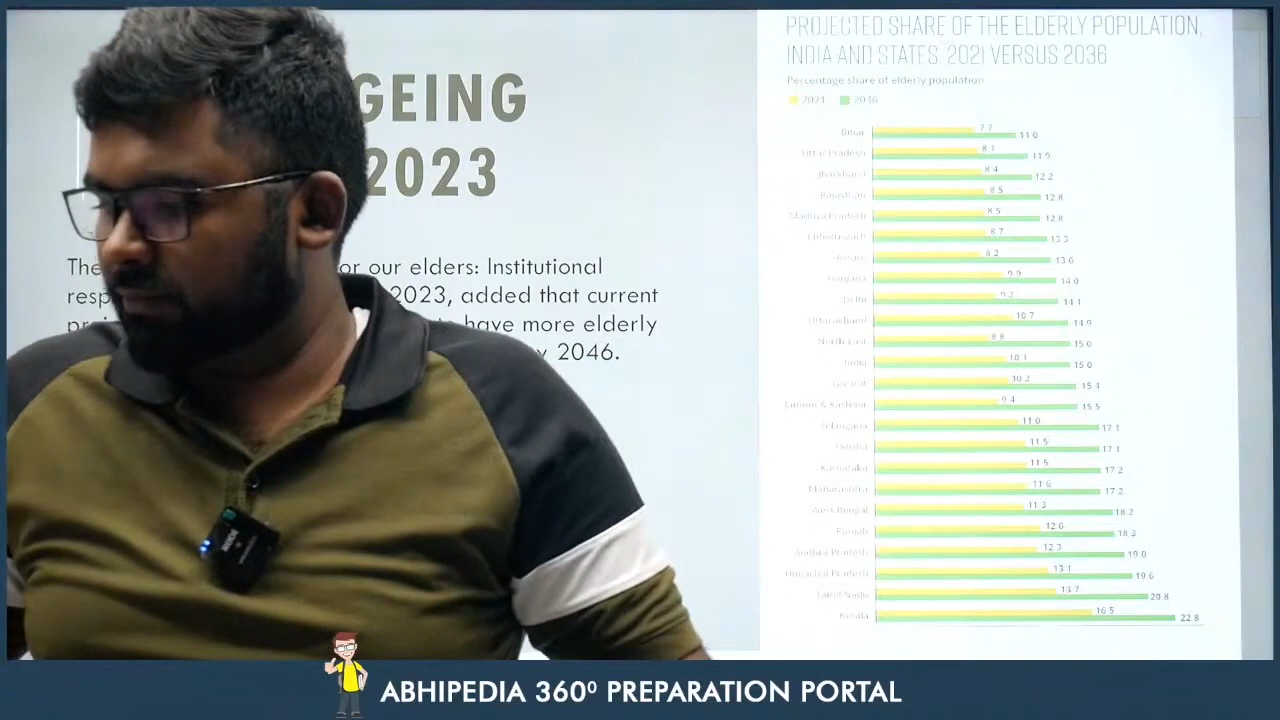 GEING
2023
The or our elders: Institutional
resp 2023, added that current
have more elderly
2046.
PROJECTED SHARE OF THE ELDERLY POPULATION,
INDIA AND STATES 2021 VERSUS 2036
Percentage share of elderly population
2021 2036
Bihar 7.7 11.0
Uttar Pradesh 8.1 11.9
Jharkhand 8.4 12.2
Rajasthan 8.5 12.8
Madhya Pradesh 8.5 12.8
Chhattisgarh 8.7 13.3
Assam 8.2 13.6
Haryana 9.9 14.0
Delhi 9.2 14.1
Uttarakhand 10.7 14.9
North East 8.8 15.0
India 10.1 15.0
Gujarat 10.2 15.4
Jammu & Kashmir 9.4 15.5
Telangana 11.0 17.1
Odisha 11.5 17.1
Karnataka 11.5 17.2
Maharashtra 11.6 17.2
West Bengal 11.3 18.2
Punjab 12.6 18.3
Andhra Pradesh 12.3 19.0
Himachal Pradesh 13.1 19.6
Tamil Nadu 13.7 20.8
Kerala 16.5 22.8
RODE
ABHIPEDIA 360⁰ PREPARATION PORTAL